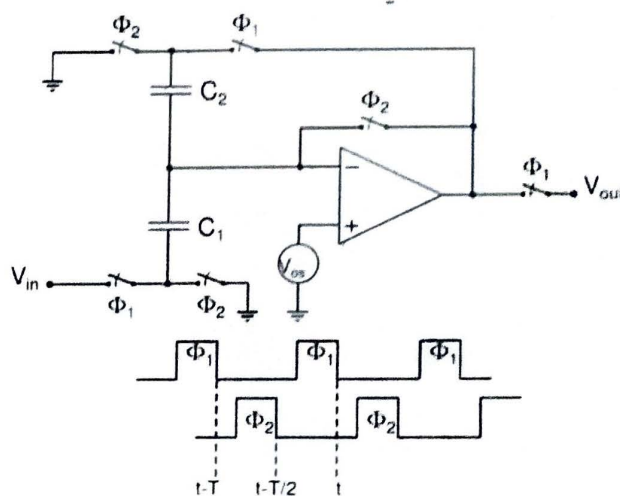 Φ₂ Φ₁
C₂
Φ₂
−
Φ₁ Vout
+
C₁
Vos
Vin Φ₁ Φ₂
Φ₁ Φ₁ Φ₁
Φ₂ Φ₂
t-T t-T/2 t